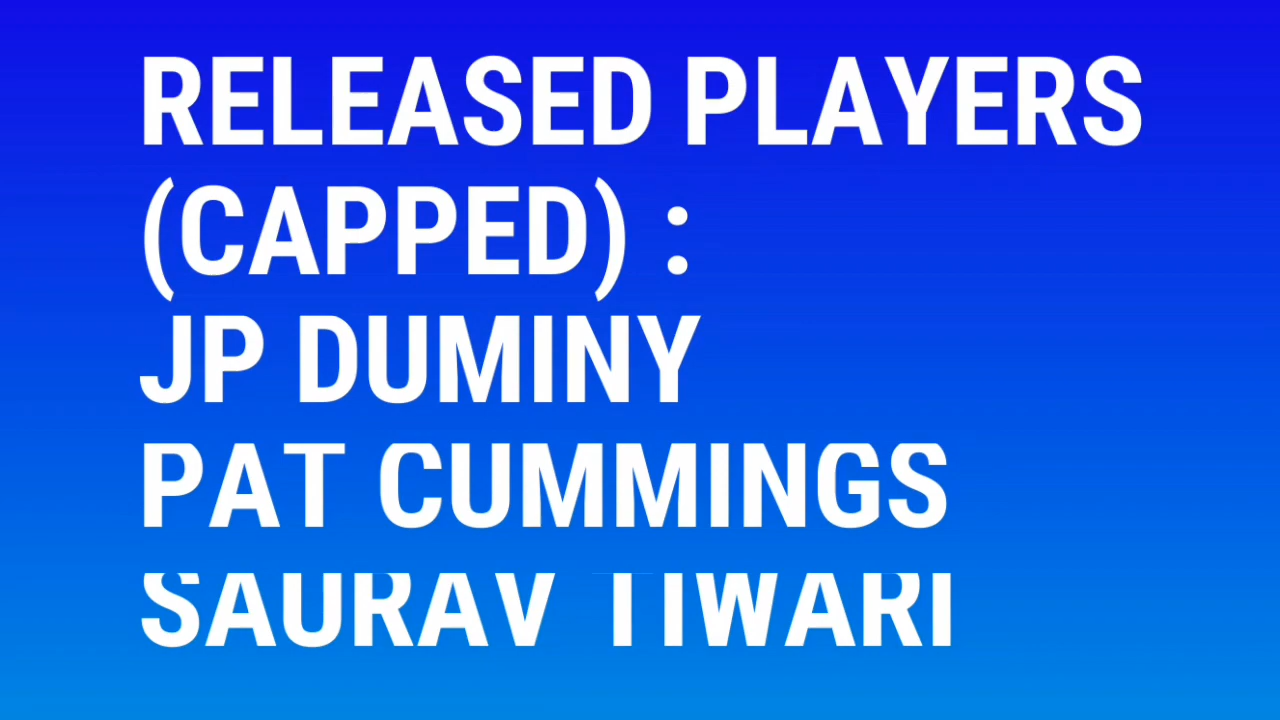 RELEASED PLAYERS
(CAPPED) :
JP DUMINY
PAT CUMMINGS
SAURAV TIWARI